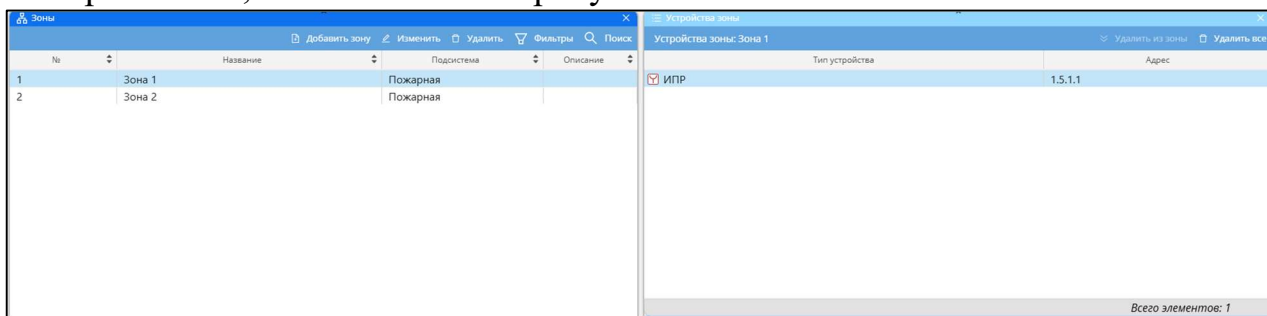 Зоны
Добавить зону Изменить Удалить Фильтры Поиск
№ Название Подсистема Описание
1 Зона 1 Пожарная
2 Зона 2 Пожарная
Устройства зоны
Устройства зоны: Зона 1 Удалить из зоны Удалить все
Тип устройства Адрес
ИПР 1.5.1.1
Всего элементов: 1